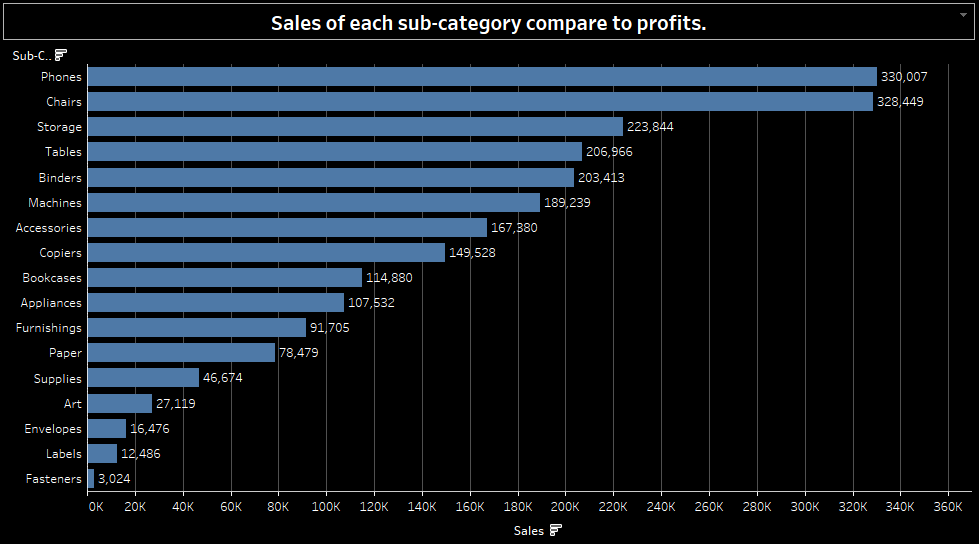 Sales of each sub-category compare to profits.
Sub-C..
Phones 330,007
Chairs 328,449
Storage 223,844
Tables 206,966
Binders 203,413
Machines 189,239
Accessories 167,380
Copiers 149,528
Bookcases 114,880
Appliances 107,532
Furnishings 91,705
Paper 78,479
Supplies 46,674
Art 27,119
Envelopes 16,476
Labels 12,486
Fasteners 3,024
0K 20K 40K 60K 80K 100K 120K 140K 160K 180K 200K 220K 240K 260K 280K 300K 320K 340K 360K
Sales